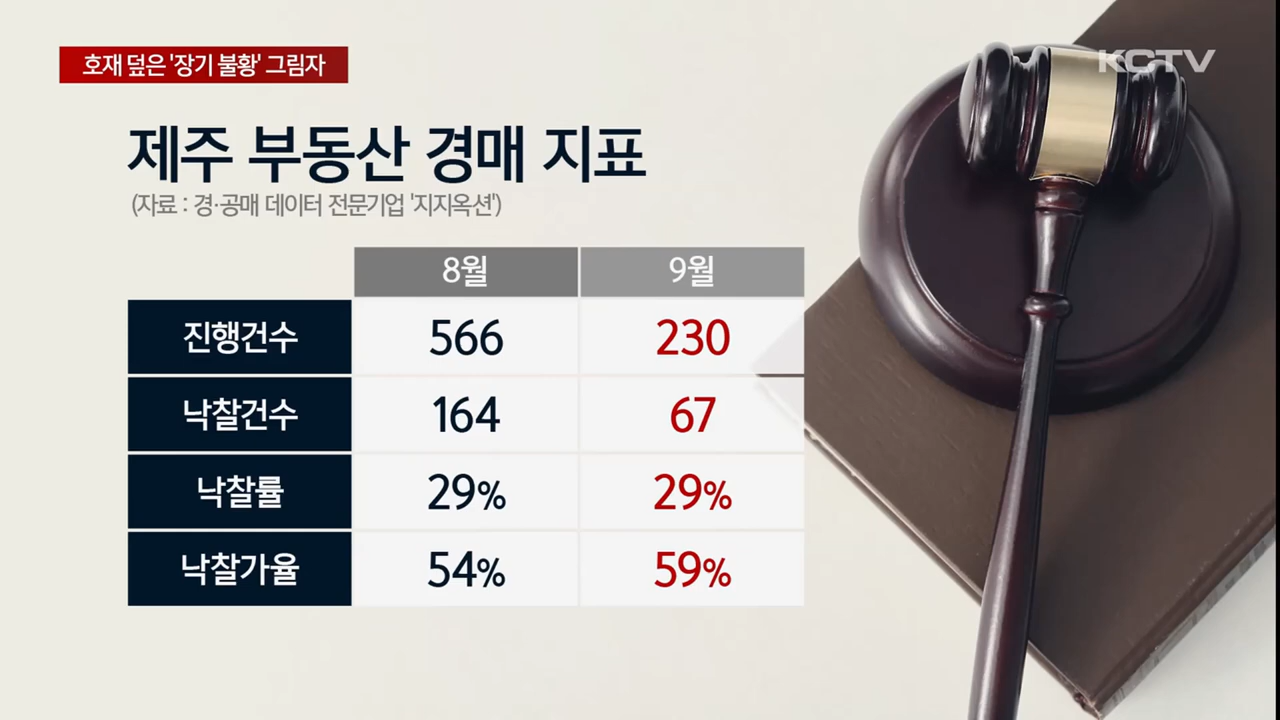 호재 덮은 '장기 불황' 그림자
KCTV
제주 부동산 경매 지표
(자료 : 경·공매 데이터 전문기업 '지지옥션')
8월 9월
진행건수 566 230
낙찰건수 164 67
낙찰률 29% 29%
낙찰가율 54% 59%